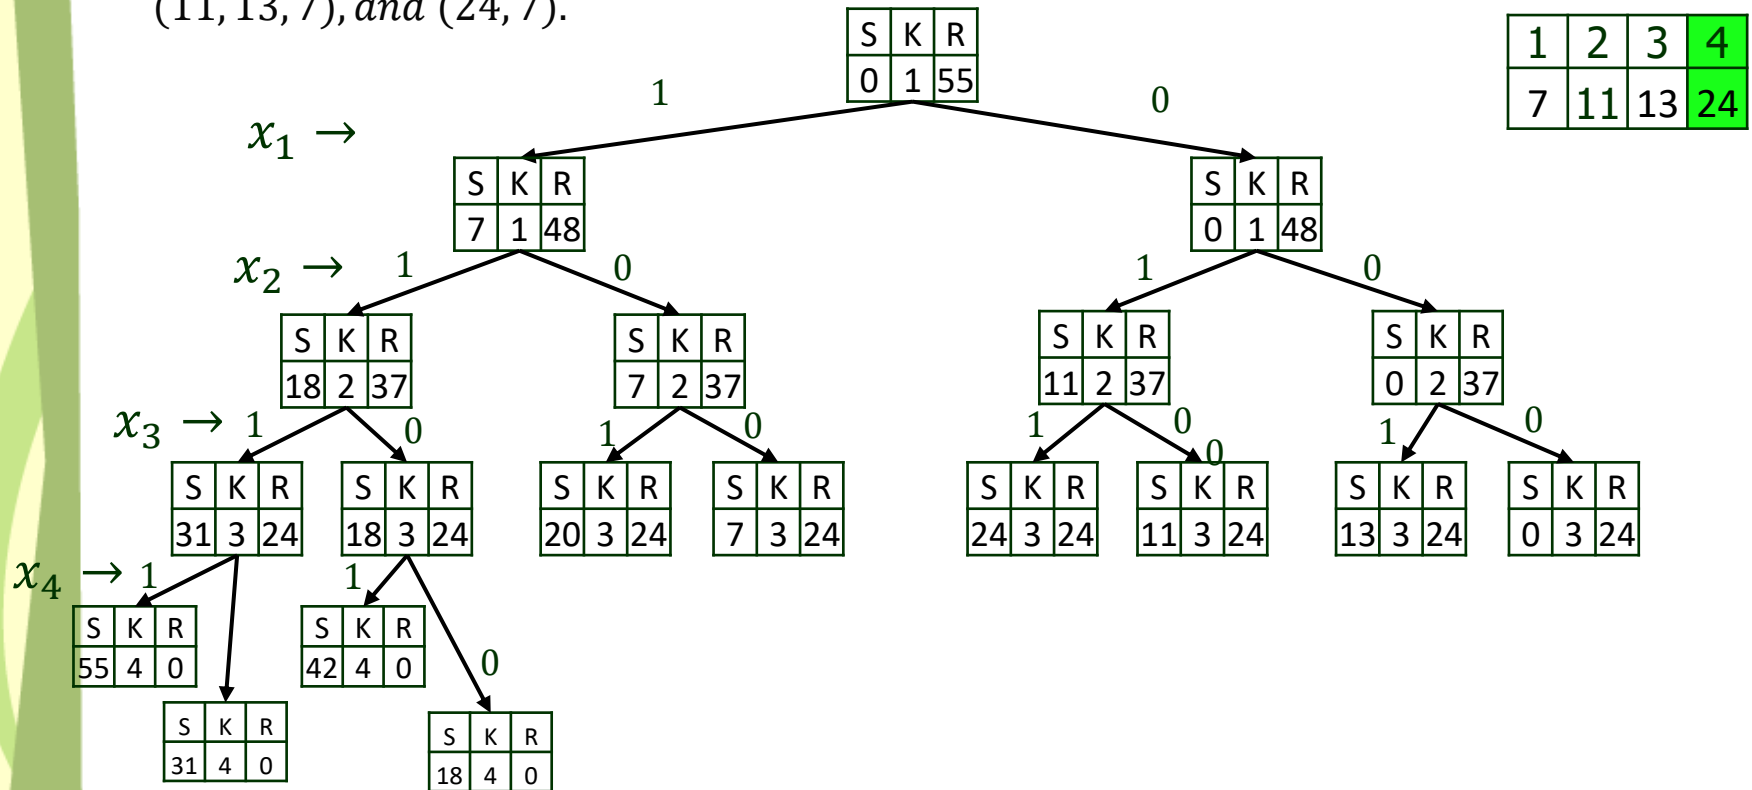 (11, 13, 7), and (24, 7).
S K R
0 1 55
1 2 3 4
7 11 13 24
1 0
x₁ →
S K R S K R
7 1 48 0 1 48
x₂ → 1 0 1 0
S K R S K R S K R S K R
18 2 37 7 2 37 11 2 37 0 2 37
x₃ → 1 0 1 0 1 0 1 0
0
S K R S K R S K R S K R S K R S K R S K R S K R
31 3 24 18 3 24 20 3 24 7 3 24 24 3 24 11 3 24 13 3 24 0 3 24
x₄ → 1 1
S K R S K R
55 4 0 42 4 0
0
S K R S K R
31 4 0 18 4 0